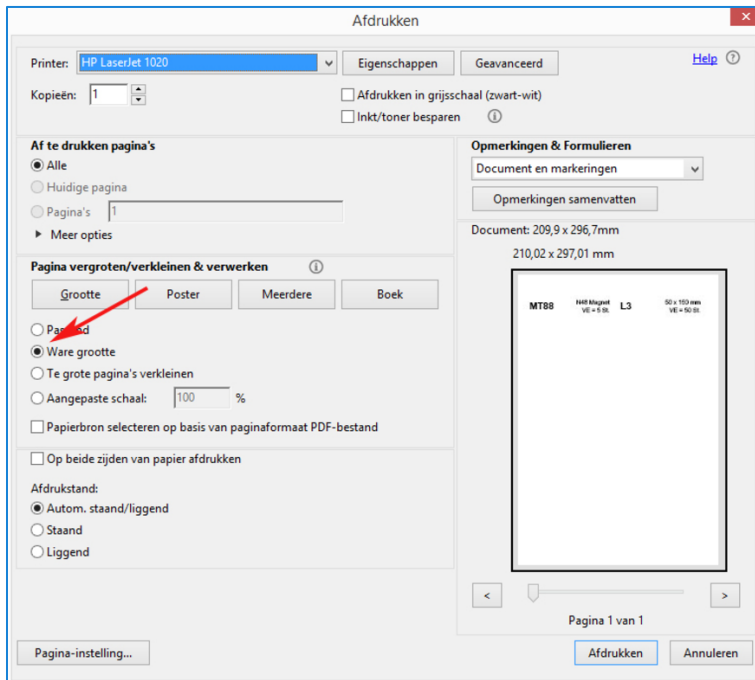 Afdrukken
Printer: HP LaserJet 1020 Eigenschappen Geavanceerd Help
Kopieën: 1 Afdrukken in grijsschaal (zwart-wit)
Inkt/toner besparen
Af te drukken pagina's
Alle
Huidige pagina
Pagina's 1
Meer opties
Opmerkingen & Formulieren
Document en markeringen
Opmerkingen samenvatten
Pagina vergroten/verkleinen & verwerken
Grootte Poster Meerdere Boek
Ware grootte
Te grote pagina's verkleinen
Aangepaste schaal: 100 %
Papierbron selecteren op basis van paginaformaat PDF-bestand
Op beide zijden van papier afdrukken
Afdrukstand:
Autom. staand/liggend
Staand
Liggend
Document: 209,9 x 296,7mm
210,02 x 297,01 mm
MT88 N48 Magnet L3 50 x 160 mm
VE = 5 St. VE = 50 St.
< >
Pagina 1 van 1
Pagina-instelling... Afdrukken Annuleren